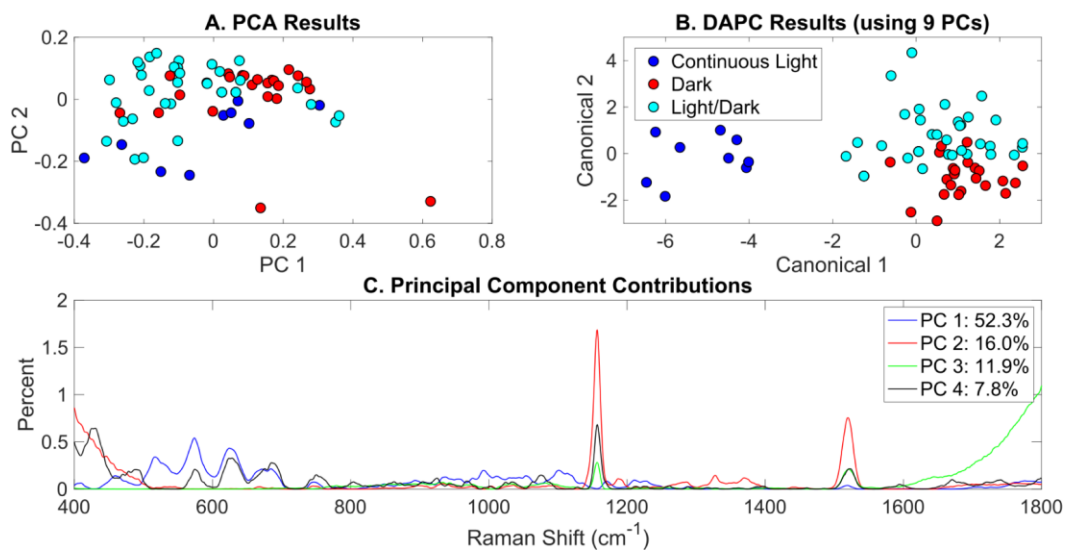 A. PCA Results
0.2
0
-0.2
-0.4
PC 2
-0.4 -0.2 0 0.2 0.4 0.6 0.8
PC 1
B. DAPC Results (using 9 PCs)
Continuous Light
Dark
Light/Dark
4
2
0
-2
Canonical 2
-6 -4 -2 0 2
Canonical 1
C. Principal Component Contributions
2
1.5
1
0.5
0
Percent
PC 1: 52.3%
PC 2: 16.0%
PC 3: 11.9%
PC 4: 7.8%
400 600 800 1000 1200 1400 1600 1800
Raman Shift (cm⁻¹)